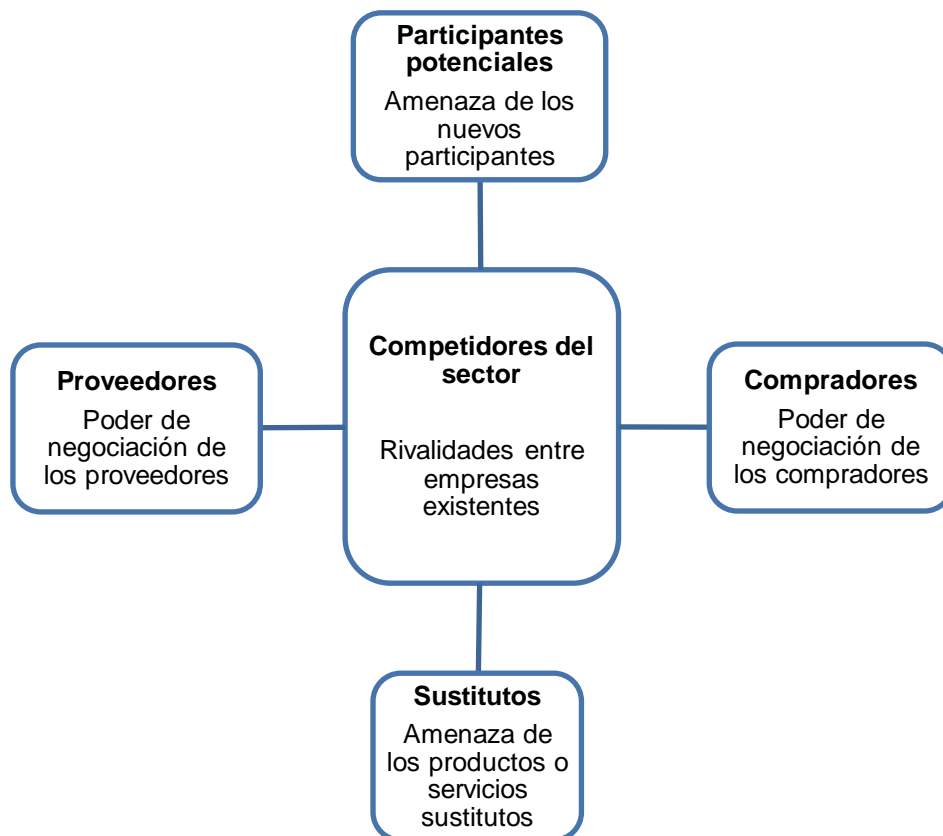 Participantes
potenciales
Amenaza de los
nuevos
participantes
Proveedores
Poder de
negociación de
los proveedores
Competidores del
sector
Rivalidades entre
empresas
existentes
Compradores
Poder de
negociación de
los compradores
Sustitutos
Amenaza de
los productos o
servicios
sustitutos